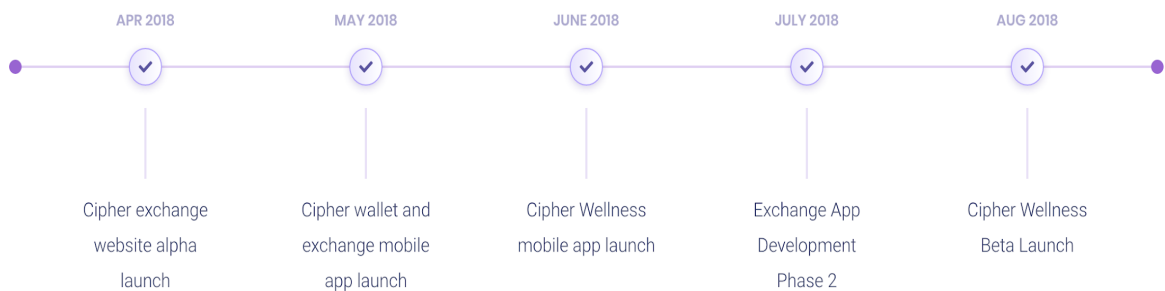 APR 2018
MAY 2018
JUNE 2018
JULY 2018
AUG 2018
Cipher exchange
website alpha
launch
Cipher wallet and
exchange mobile
app launch
Cipher Wellness
mobile app launch
Exchange App
Development
Phase 2
Cipher Wellness
Beta Launch